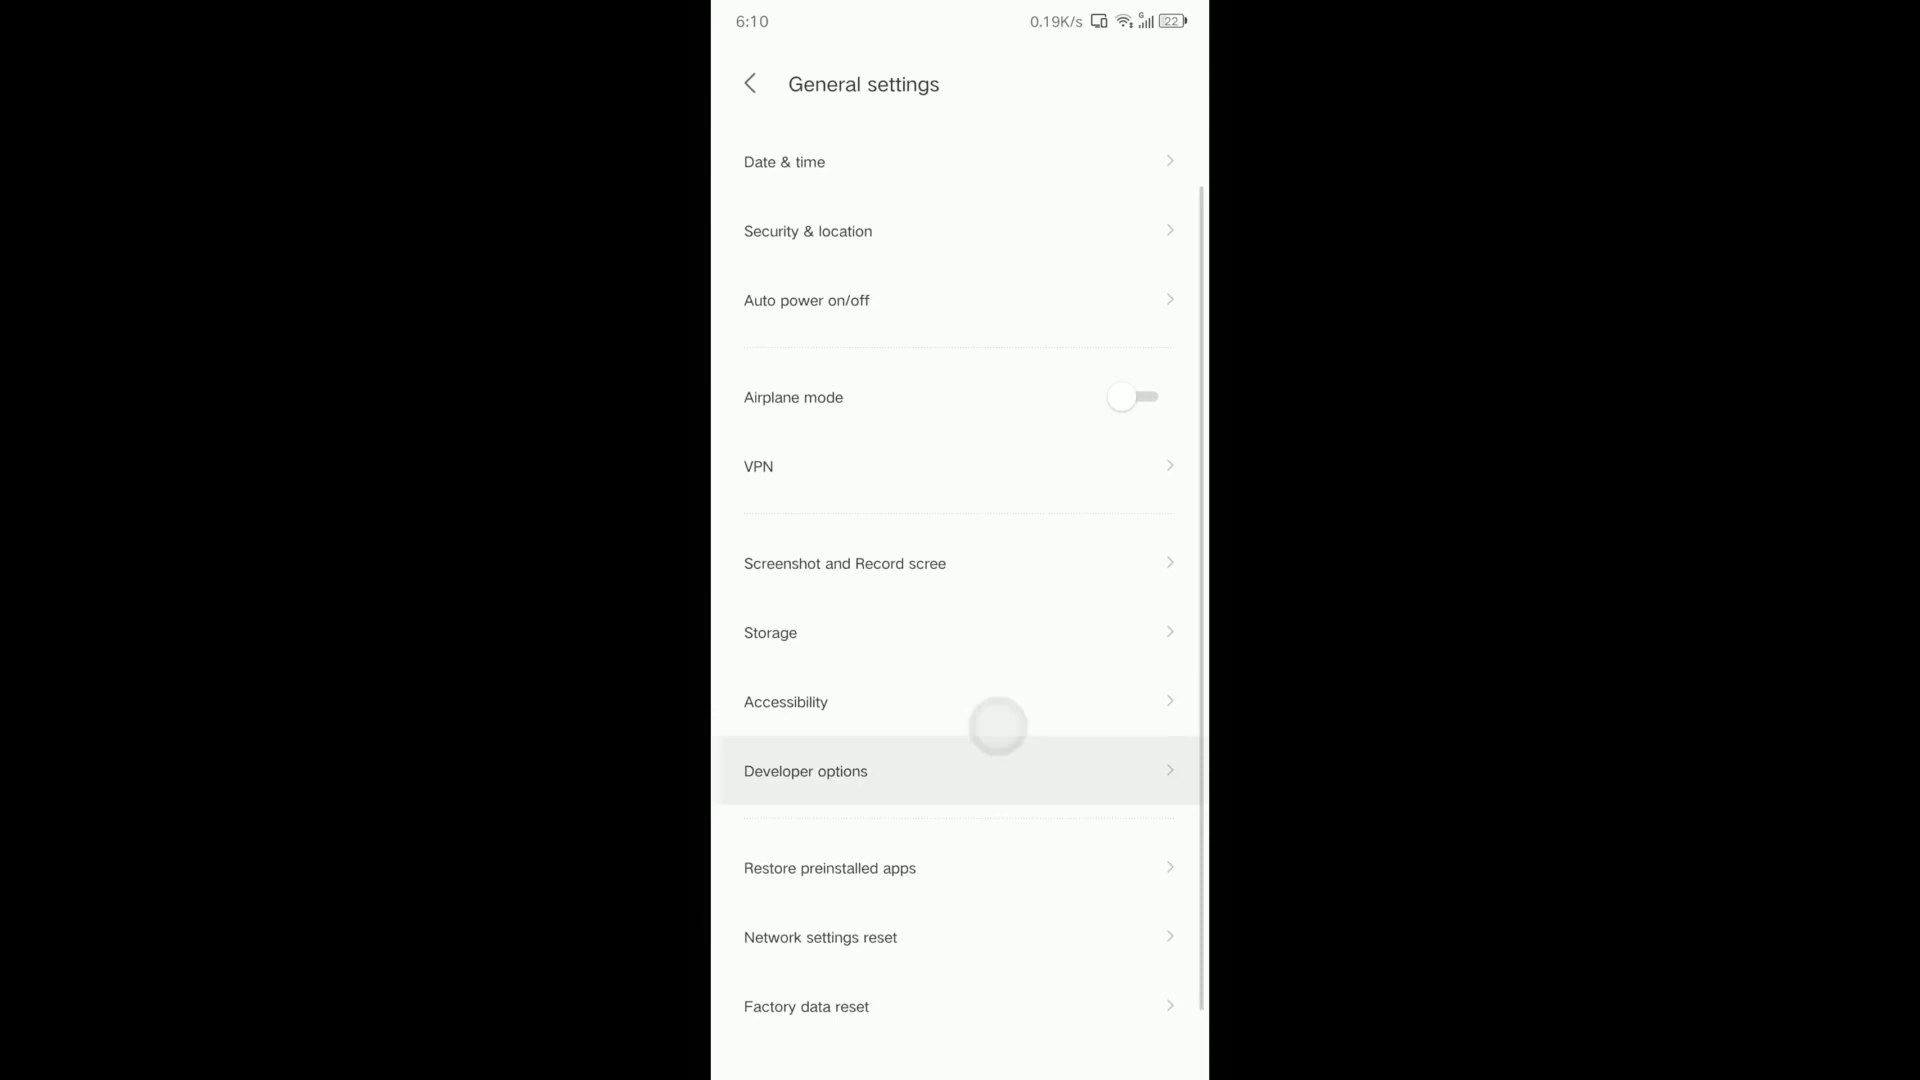 6:10 0.19K/s G 22
General settings
Date & time
Security & location
Auto power on/off
Airplane mode
VPN
Screenshot and Record scree
Storage
Accessibility
Developer options
Restore preinstalled apps
Network settings reset
Factory data reset